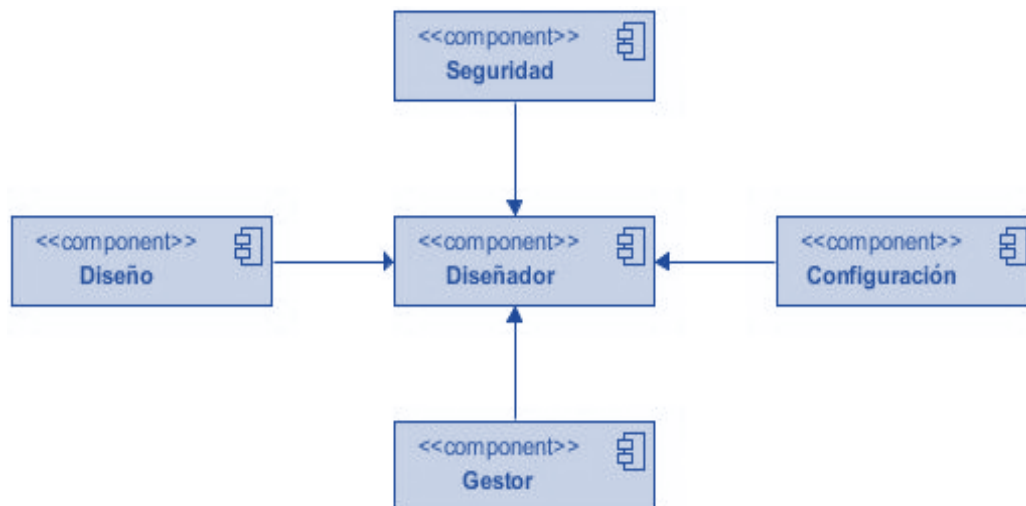 <<component>>
Seguridad
<<component>>
Diseño
<<component>>
Diseñador
<<component>>
Configuración
<<component>>
Gestor